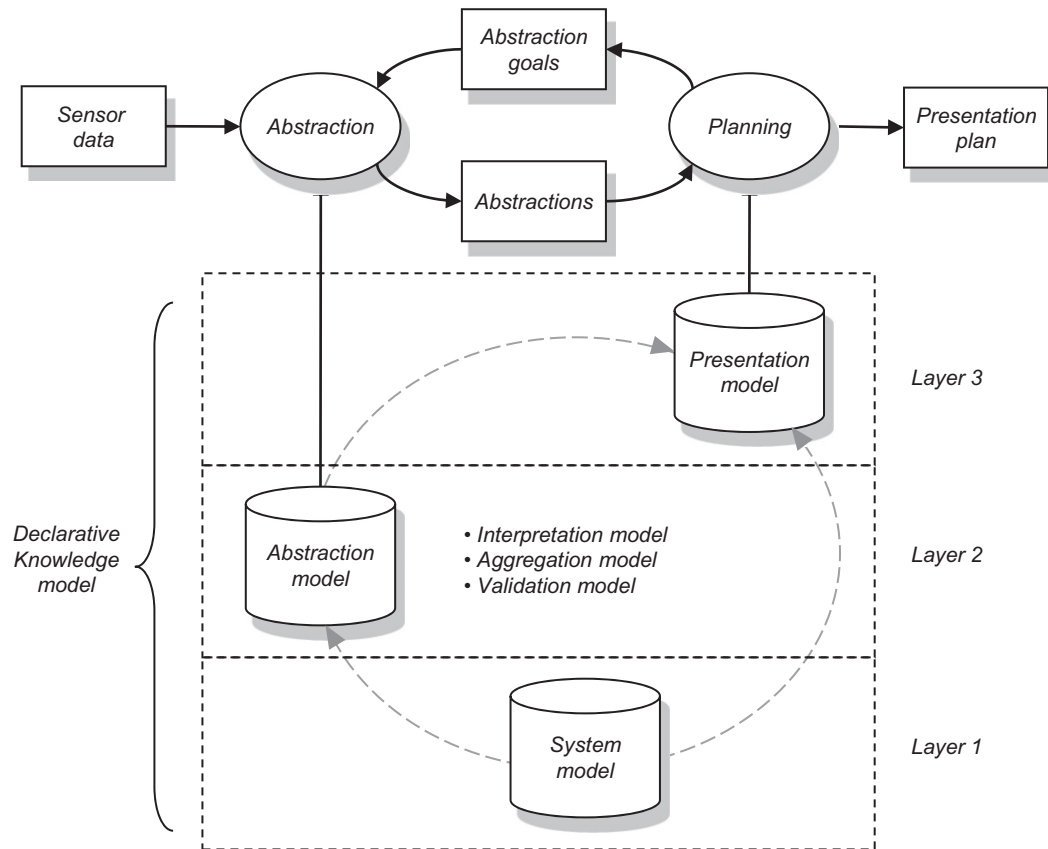 Abstraction
goals
Sensor
data
Abstraction
Planning
Presentation
plan
Abstractions
Presentation
model
Layer 3
Declarative
Knowledge
model
Abstraction
model
• Interpretation model
• Aggregation model
• Validation model
Layer 2
System
model
Layer 1